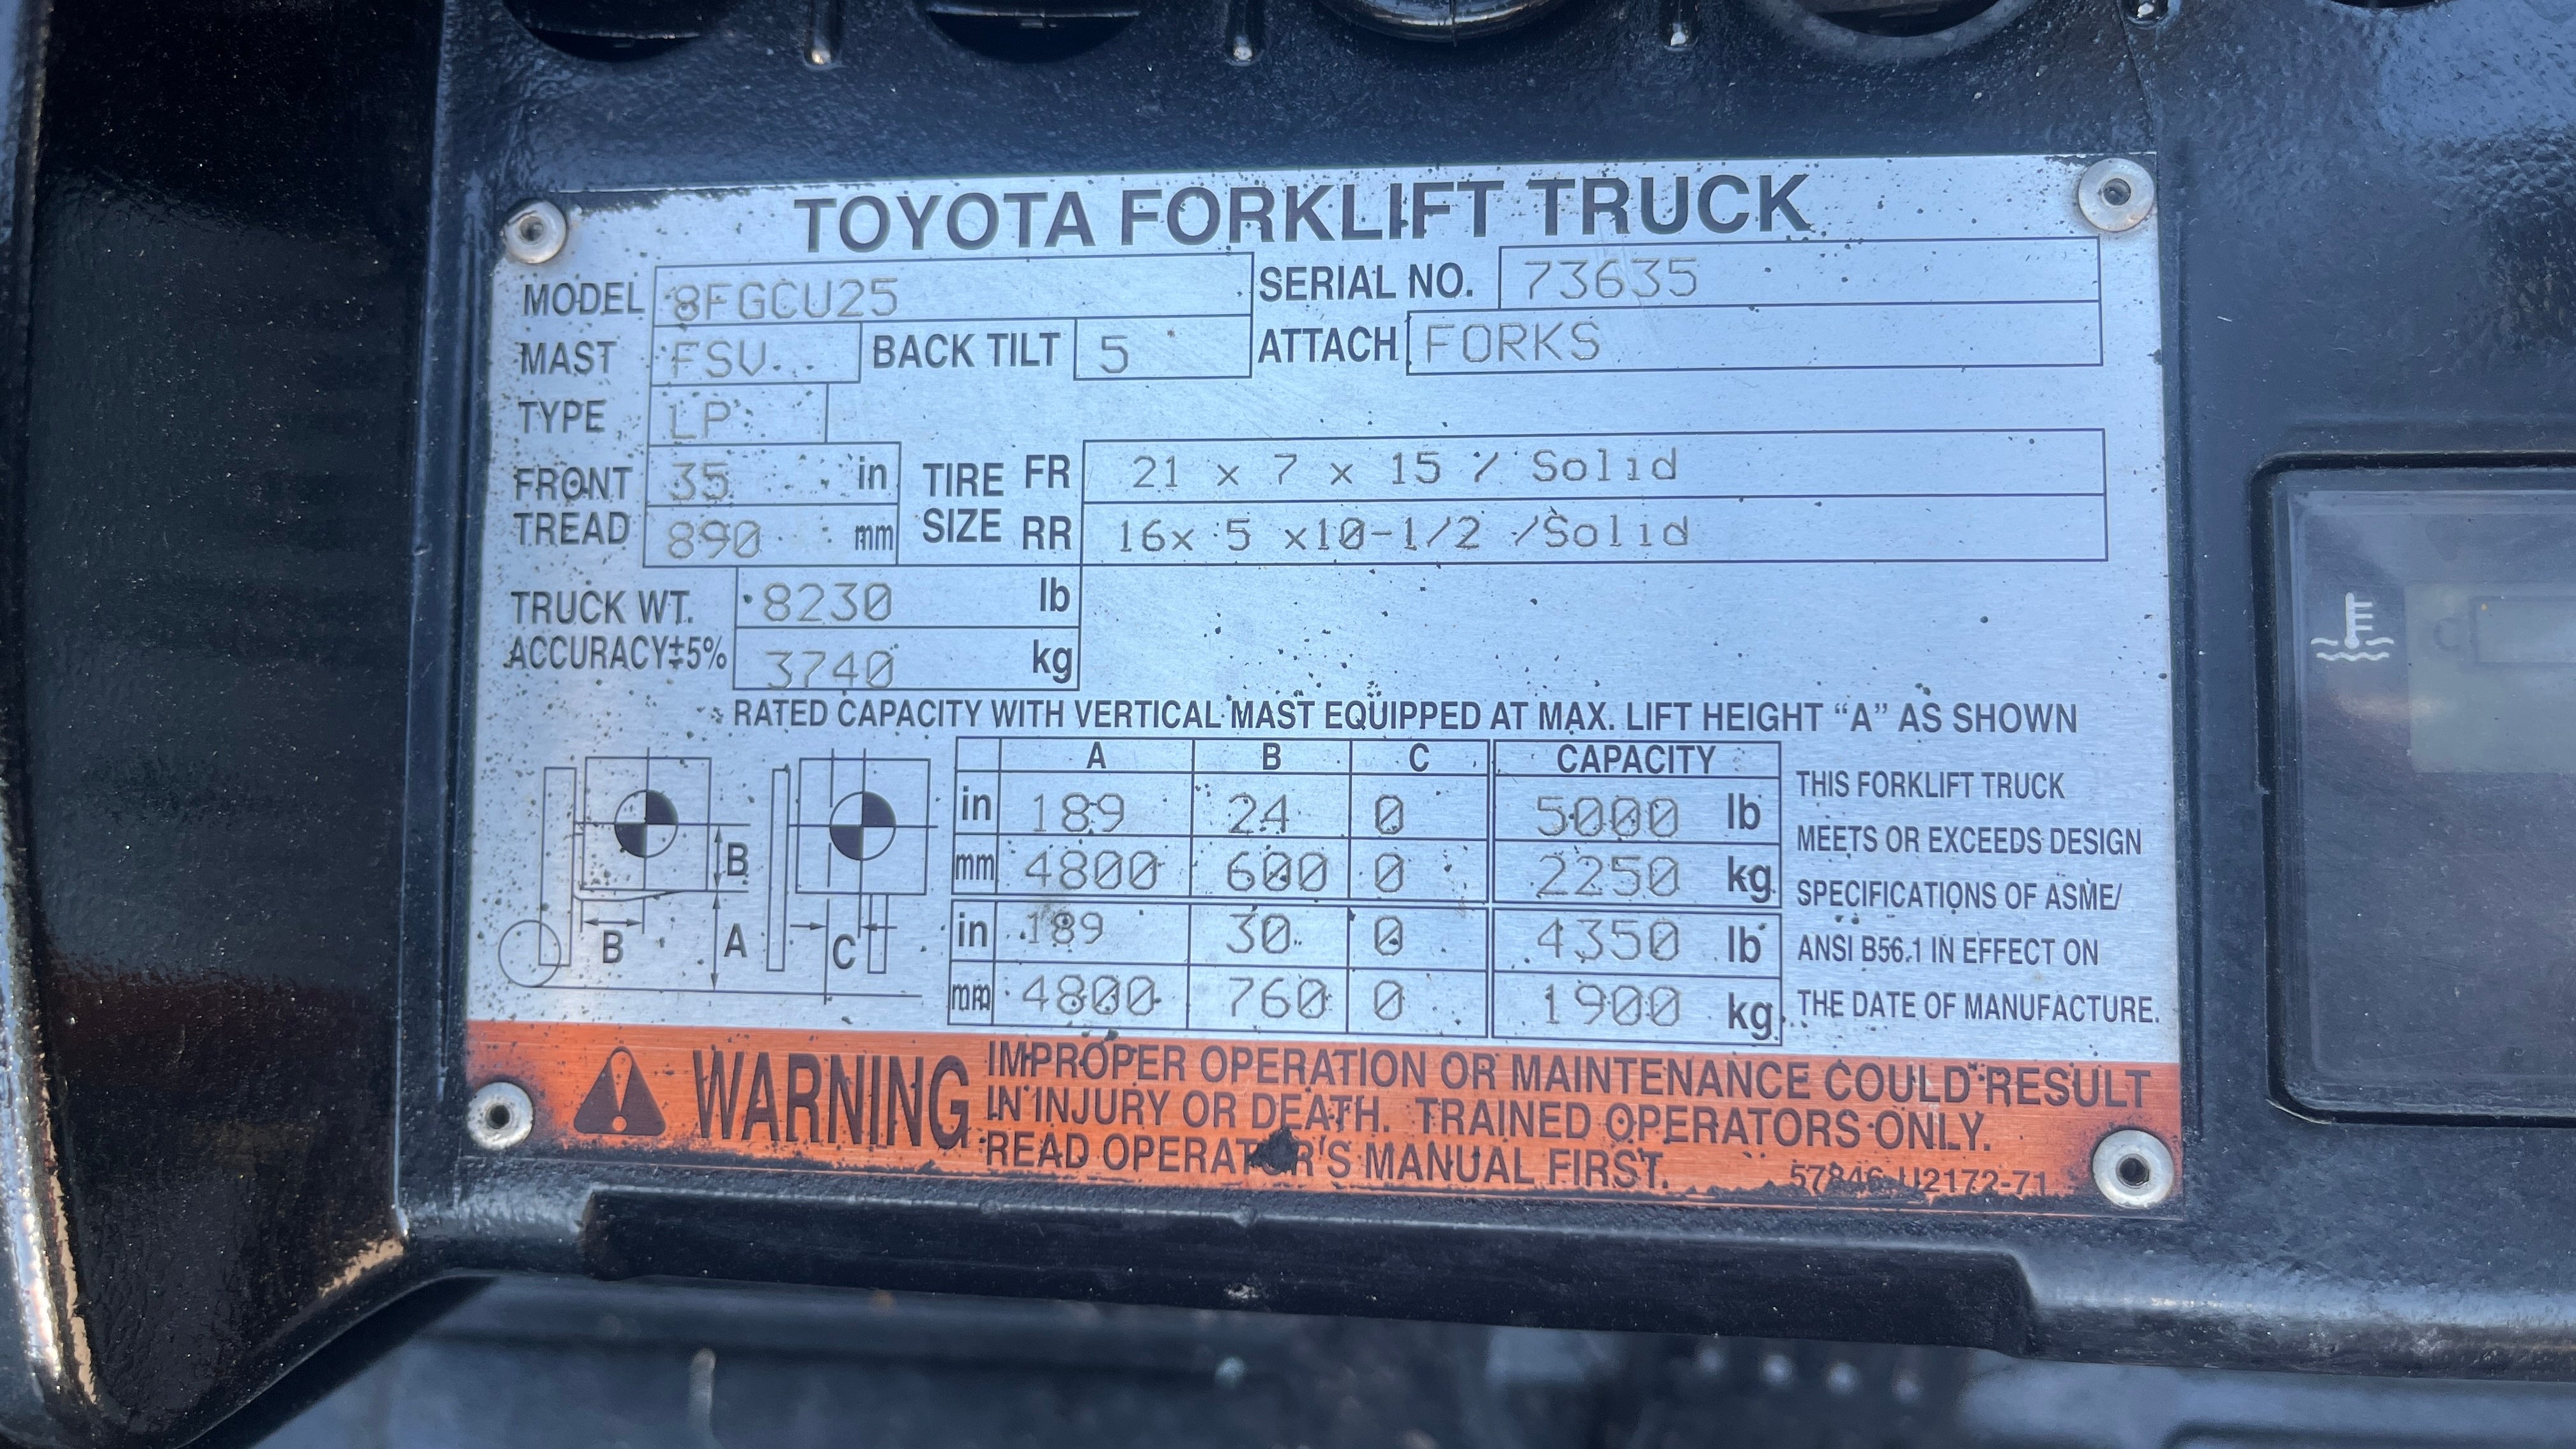 TOYOTA FORKLIFT TRUCK
MODEL 8FGCU25 SERIAL NO. 73635
MAST FSV BACK TILT 5 ATTACH FORKS
TYPE LP
FRONT TREAD 35 in 890 mm
TIRE SIZE FR 21 x 7 x 15 / Solid
RR 16x 5 x10-1/2 /Solid
TRUCK WT. 8230 lb
ACCURACY±5% 3740 kg
RATED CAPACITY WITH VERTICAL MAST EQUIPPED AT MAX. LIFT HEIGHT “A” AS SHOWN
A B C CAPACITY
in 189 24 0 5000 lb
mm 4800 600 0 2250 kg
in 189 30 0 4350 lb
mm 4800 760 0 1900 kg
B
B A C
THIS FORKLIFT TRUCK
MEETS OR EXCEEDS DESIGN
SPECIFICATIONS OF ASME/
ANSI B56.1 IN EFFECT ON
THE DATE OF MANUFACTURE.
WARNING
IMPROPER OPERATION OR MAINTENANCE COULD RESULT
IN INJURY OR DEATH. TRAINED OPERATORS ONLY.
READ OPERATOR'S MANUAL FIRST.
57846-U2172-71